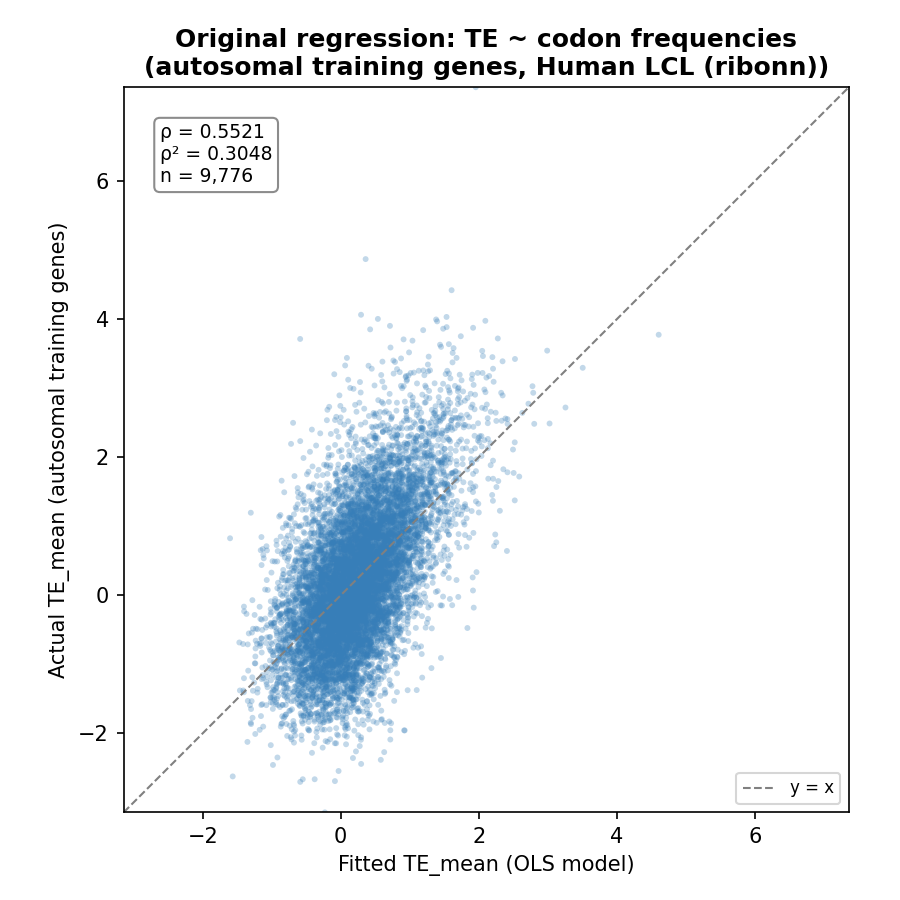 Original regression: TE ~ codon frequencies
(autosomal training genes, Human LCL (ribonn))
ρ = 0.5521
ρ² = 0.3048
n = 9,776
6
4
2
0
−2
Actual TE_mean (autosomal training genes)
y = x
−2
0
2
4
6
Fitted TE_mean (OLS model)